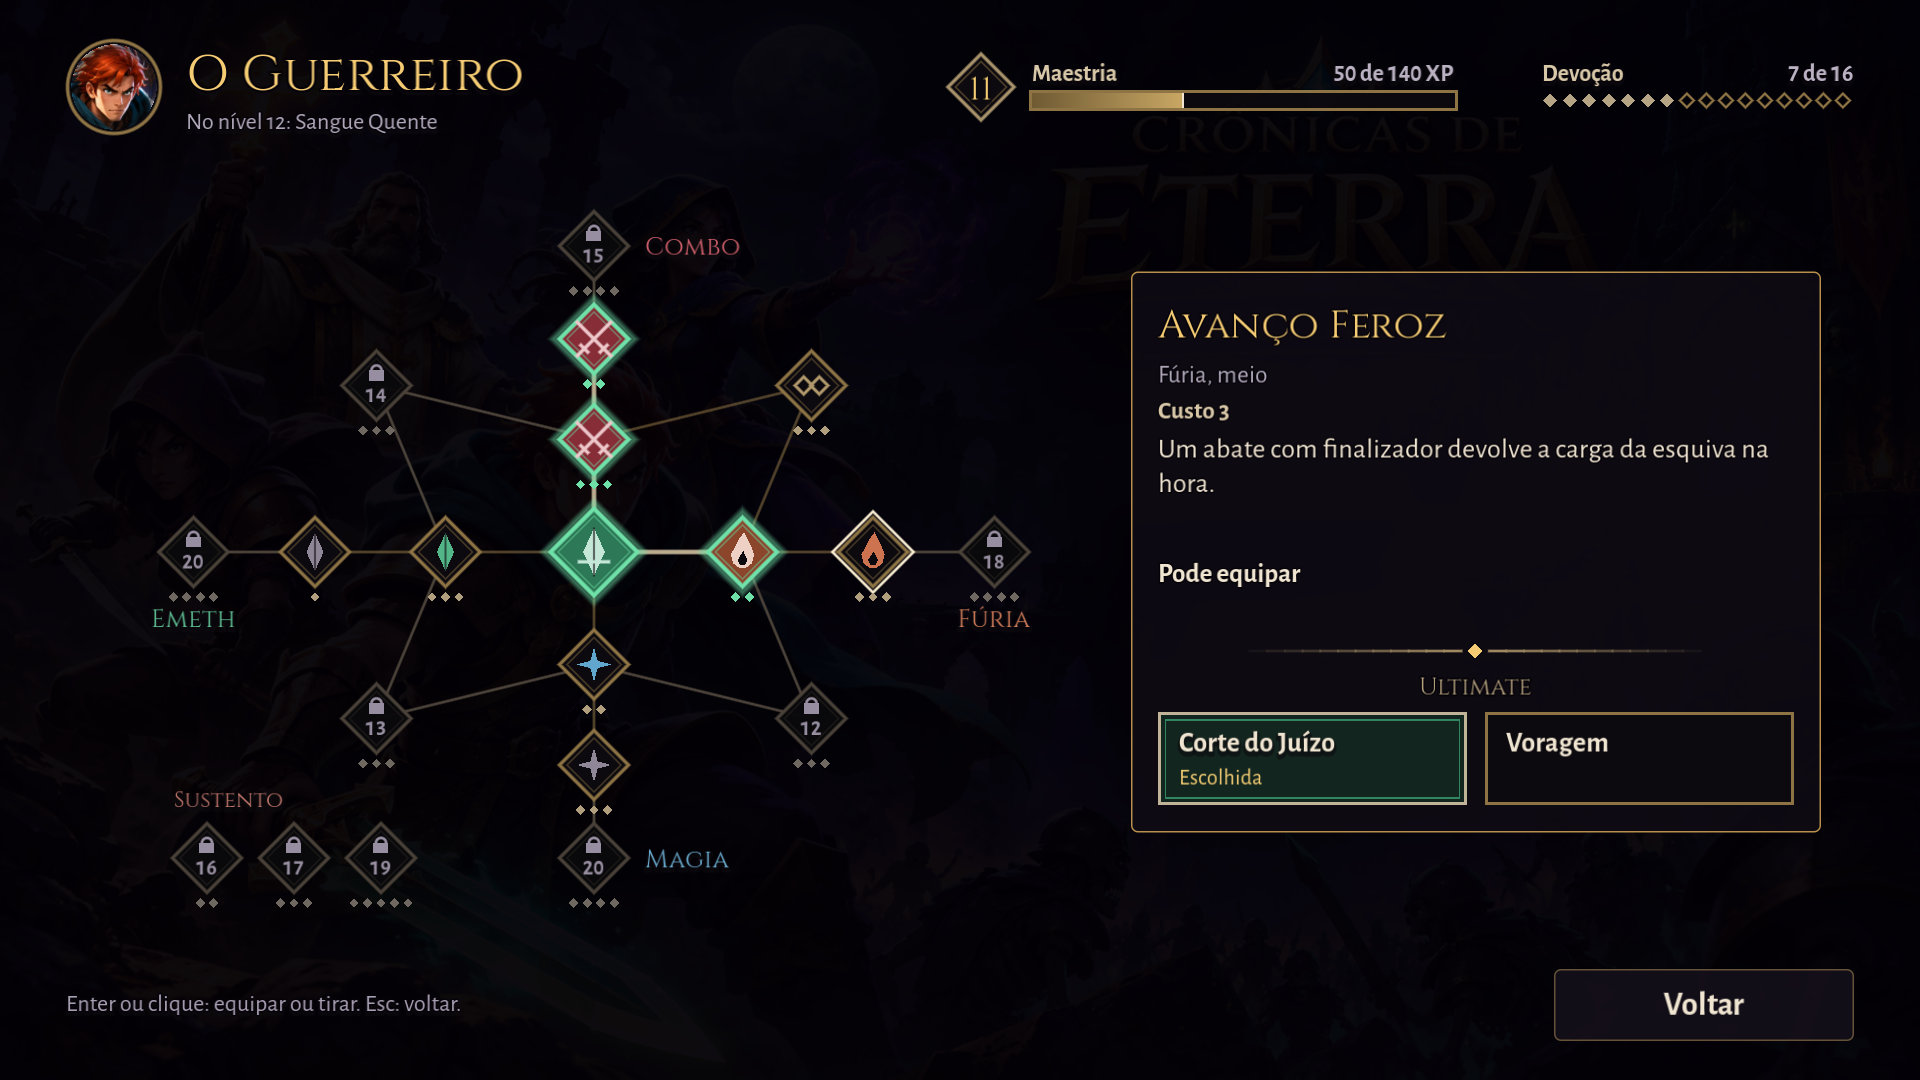 O Guerreiro
No nível 12: Sangue Quente
11
Maestria
50 de 140 XP
Devoção
7 de 16
CRÔNICAS DE
ETERRA
15
Combo
14
20
Emeth
18
Fúria
13
12
Sustento
16
17
19
20
Magia
Avanço Feroz
Fúria, meio
Custo 3
Um abate com finalizador devolve a carga da esquiva na
hora.
Pode equipar
Ultimate
Corte do Juízo
Escolhida
Voragem
Enter ou clique: equipar ou tirar. Esc: voltar.
Voltar